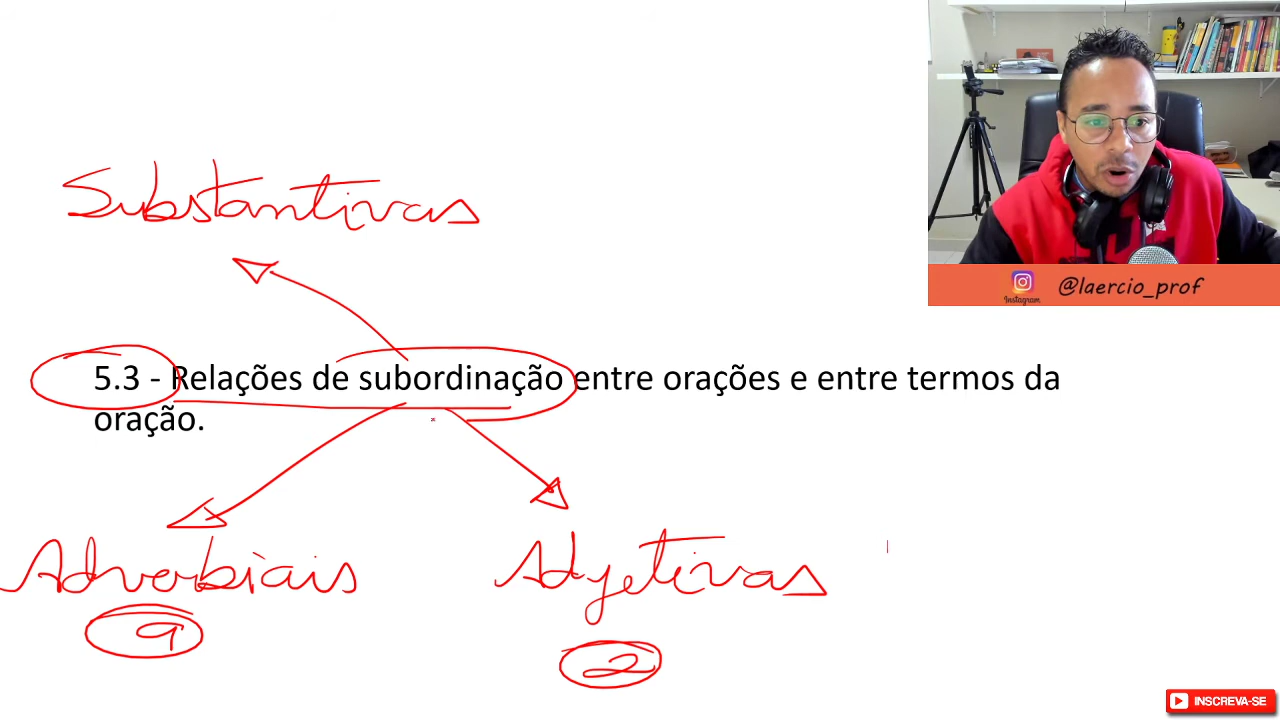 Substantivas
5.3 - Relações de subordinação entre orações e entre termos da
oração.
Adverbiais
9
Adjetivas
2
Instagram
@laercio_prof
INSCREVA-SE